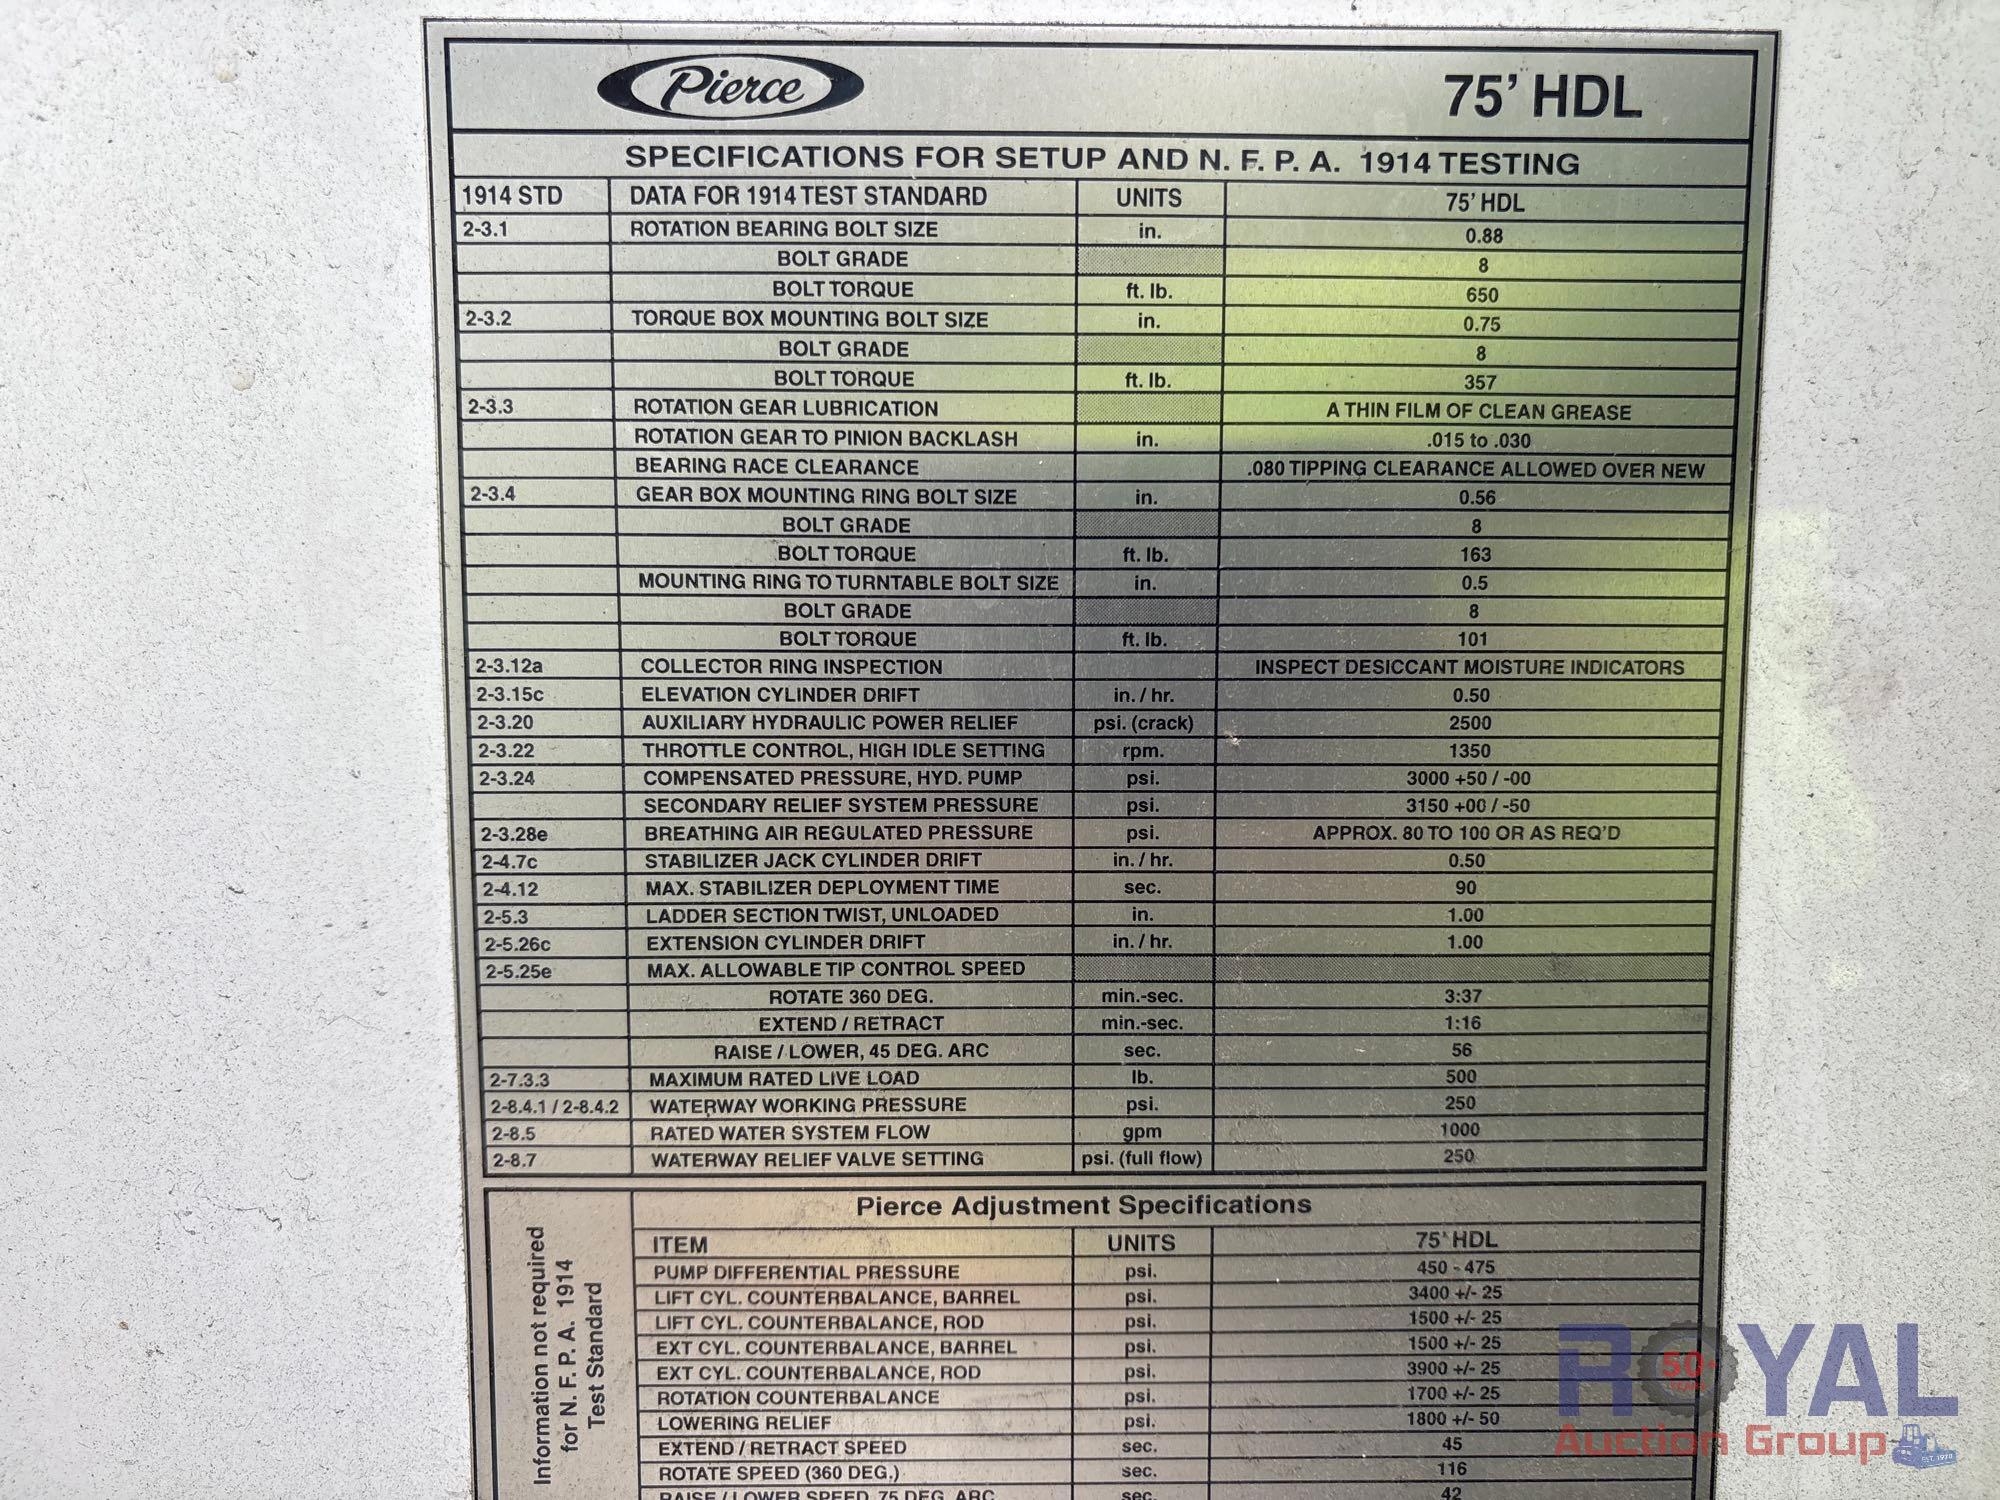 Pierce 75' HDL
SPECIFICATIONS FOR SETUP AND N. F. P. A. 1914 TESTING
1914 STD DATA FOR 1914 TEST STANDARD UNITS 75' HDL
2-3.1 ROTATION BEARING BOLT SIZE in. 0.88
BOLT GRADE 8
BOLT TORQUE ft. lb. 650
2-3.2 TORQUE BOX MOUNTING BOLT SIZE in. 0.75
BOLT GRADE 8
BOLT TORQUE ft. lb. 357
2-3.3 ROTATION GEAR LUBRICATION A THIN FILM OF CLEAN GREASE
ROTATION GEAR TO PINION BACKLASH in. .015 to .030
BEARING RACE CLEARANCE .080 TIPPING CLEARANCE ALLOWED OVER NEW
2-3.4 GEAR BOX MOUNTING RING BOLT SIZE in. 0.56
BOLT GRADE 8
BOLT TORQUE ft. lb. 163
MOUNTING RING TO TURNTABLE BOLT SIZE in. 0.5
BOLT GRADE 8
BOLT TORQUE ft. lb. 101
2-3.12a COLLECTOR RING INSPECTION INSPECT DESICCANT MOISTURE INDICATORS
2-3.15c ELEVATION CYLINDER DRIFT in. / hr. 0.50
2-3.20 AUXILIARY HYDRAULIC POWER RELIEF psi. (crack) 2500
2-3.22 THROTTLE CONTROL, HIGH IDLE SETTING rpm. 1350
2-3.24 COMPENSATED PRESSURE, HYD. PUMP psi. 3000 +50 / -00
SECONDARY RELIEF SYSTEM PRESSURE psi. 3150 +00 / -50
2-3.28e BREATHING AIR REGULATED PRESSURE psi. APPROX. 80 TO 100 OR AS REQ'D
2-4.7c STABILIZER JACK CYLINDER DRIFT in. / hr. 0.50
2-4.12 MAX. STABILIZER DEPLOYMENT TIME sec. 90
2-5.3 LADDER SECTION TWIST, UNLOADED in. 1.00
2-5.26c EXTENSION CYLINDER DRIFT in. / hr. 1.00
2-5.25e MAX. ALLOWABLE TIP CONTROL SPEED
ROTATE 360 DEG. min.-sec. 3:37
EXTEND / RETRACT min.-sec. 1:16
RAISE / LOWER, 45 DEG. ARC sec. 56
2-7.3.3 MAXIMUM RATED LIVE LOAD lb. 500
2-8.4.1 / 2-8.4.2 WATERWAY WORKING PRESSURE psi. 250
2-8.5 RATED WATER SYSTEM FLOW gpm 1000
2-8.7 WATERWAY RELIEF VALVE SETTING psi. (full flow) 250
Information not required
for N. F. P. A. 1914
Test Standard
Pierce Adjustment Specifications
ITEM UNITS 75' HDL
PUMP DIFFERENTIAL PRESSURE psi. 450 - 475
LIFT CYL. COUNTERBALANCE, BARREL psi. 3400 +/- 25
LIFT CYL. COUNTERBALANCE, ROD psi. 1500 +/- 25
EXT CYL. COUNTERBALANCE, BARREL psi. 1500 +/- 25
EXT CYL. COUNTERBALANCE, ROD psi. 3900 +/- 25
ROTATION COUNTERBALANCE psi. 1700 +/- 25
LOWERING RELIEF psi. 1800 +/- 50
EXTEND / RETRACT SPEED sec. 45
ROTATE SPEED (360 DEG.) sec. 116
RAISE / LOWER SPEED, 75 DEG. ARC sec. 42
ROYAL
50+ YEARS
Auction Group
EST. 1970